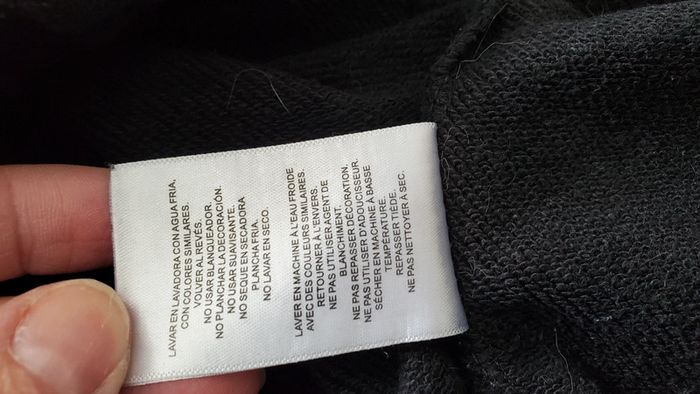 LAVAR EN LAVADORA CON AGUA FRIA,
CON COLORES SIMILARES.
VOLVER AL REVÉS.
NO USAR BLANQUEADOR.
NO PLANCHAR LA DECORACIÓN.
NO USAR SUAVISANTE.
NO SEQUE EN SECADORA
PLANCHA FRIA.
NO LAVAR EN SECO.
LAVER EN MACHINE À L'EAU FROIDE
AVEC DES COULEURS SIMILAIRES.
RETOURNER À L'ENVERS.
NE PAS UTILISER AGENT DE
BLANCHIMENT.
NE PAS REPASSER DÉCORATION.
NE PAS UTILISER D'ADOUCISSEUR.
SÉCHER EN MACHINE À BASSE
TEMPÉRATURE.
REPASSER TIÈDE.
NE PAS NETTOYER À SEC.